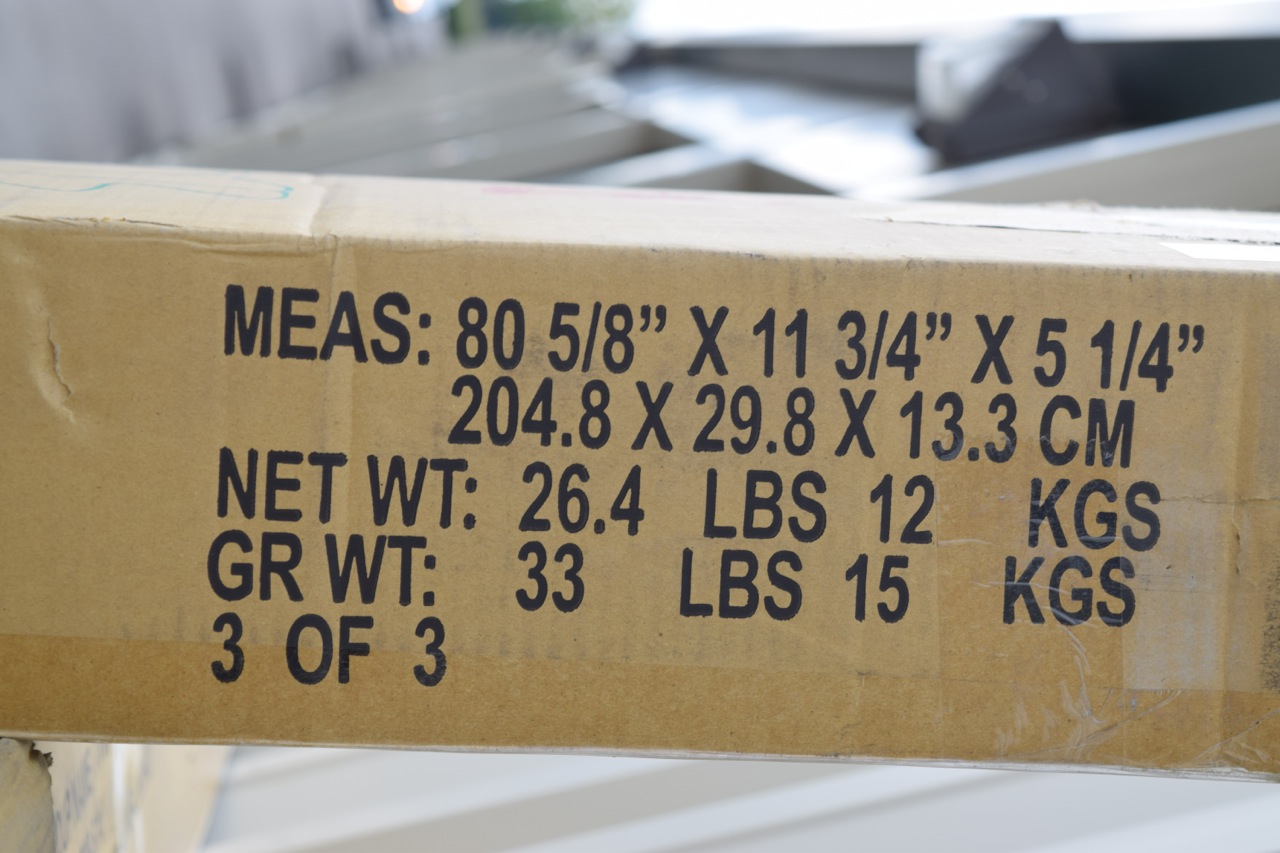 MEAS: 80 5/8” X 11 3/4” X 5 1/4”
204.8 X 29.8 X 13.3 CM
NET WT: 26.4 LBS 12 KGS
GR WT: 33 LBS 15 KGS
3 OF 3